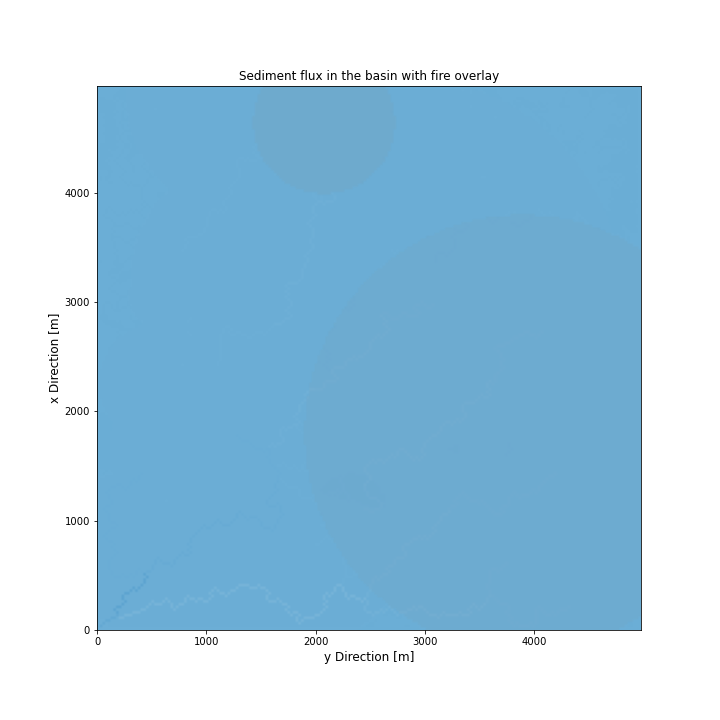 Sediment flux in the basin with fire overlay
4000
3000
2000
1000
0
x Direction [m]
0 1000 2000 3000 4000
y Direction [m]